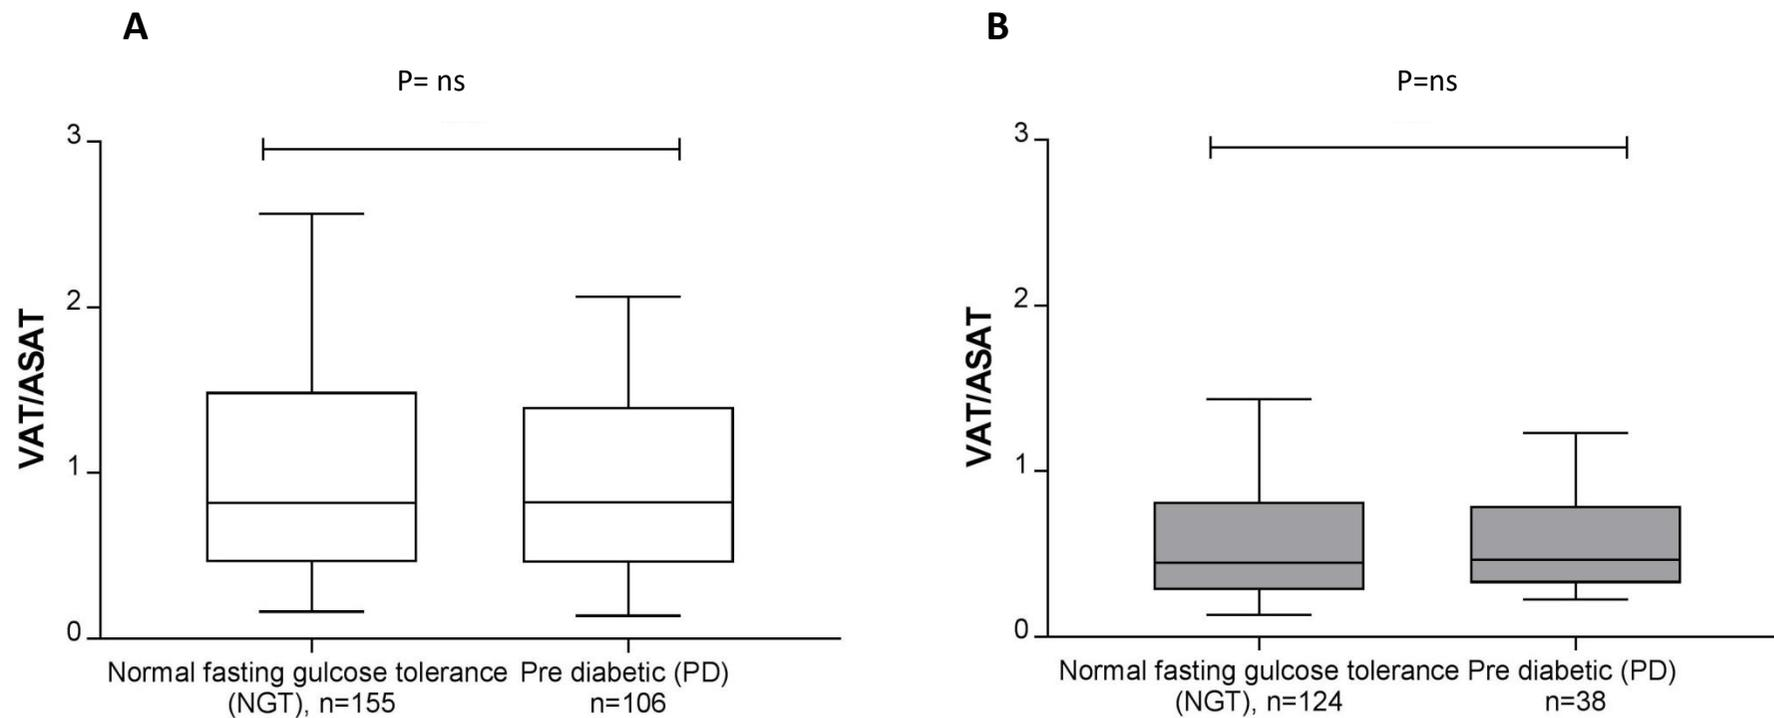 A
P= ns
3
2
1
0
VAT/ASAT
Normal fasting gulcose tolerance
(NGT), n=155
Pre diabetic (PD)
n=106
B
P=ns
3
2
1
0
VAT/ASAT
Normal fasting gulcose tolerance
(NGT), n=124
Pre diabetic (PD)
n=38